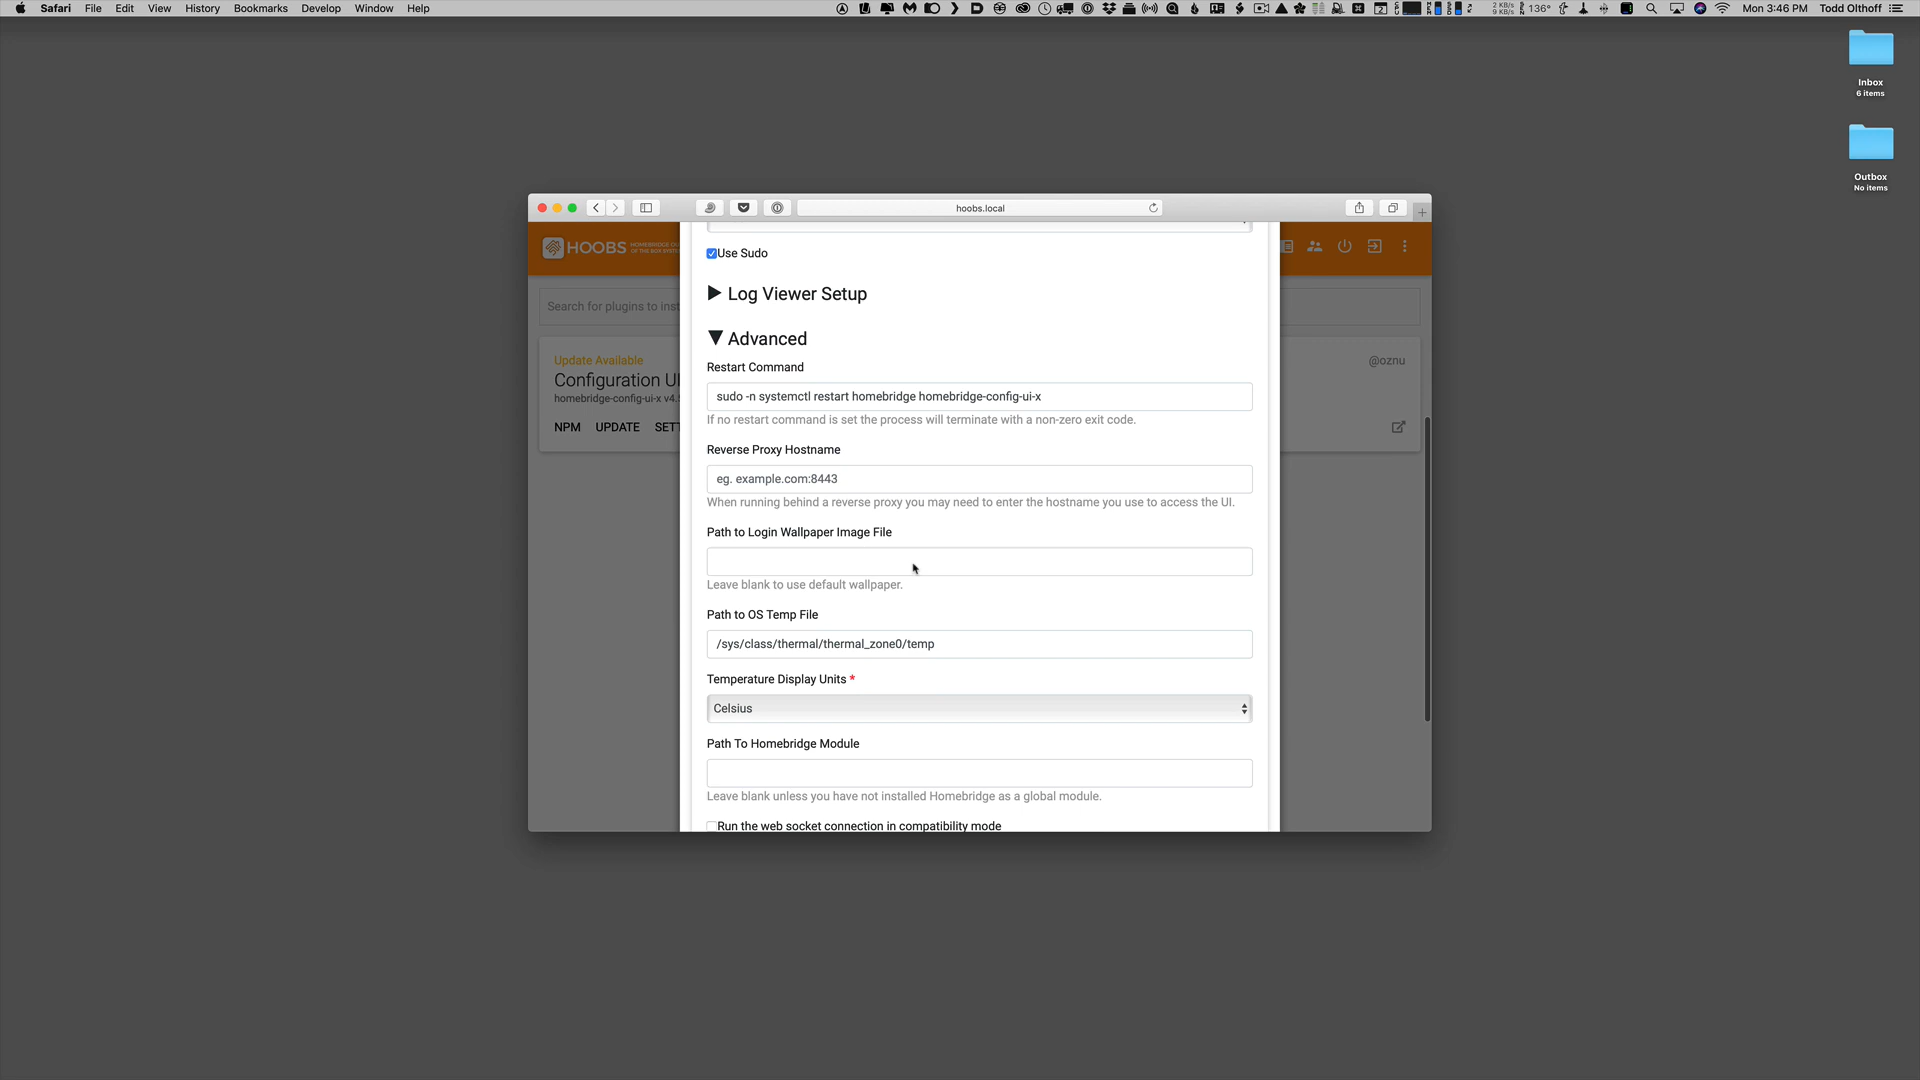 Safari File Edit View History Bookmarks Develop Window Help
136° Mon 3:46 PM Todd Olthoff
Inbox
6 items
Outbox
No items
hoobs.local
HOOBS
Use Sudo
Search for plugins to inst
Log Viewer Setup
Advanced
Update Available
@oznu
Configuration UI
homebridge-config-ui-x v4.
NPM UPDATE SETT
Restart Command
sudo -n systemctl restart homebridge homebridge-config-ui-x
If no restart command is set the process will terminate with a non-zero exit code.
Reverse Proxy Hostname
eg. example.com:8443
When running behind a reverse proxy you may need to enter the hostname you use to access the UI.
Path to Login Wallpaper Image File
Leave blank to use default wallpaper.
Path to OS Temp File
/sys/class/thermal/thermal_zone0/temp
Temperature Display Units *
Celsius
Path To Homebridge Module
Leave blank unless you have not installed Homebridge as a global module.
Run the web socket connection in compatibility mode